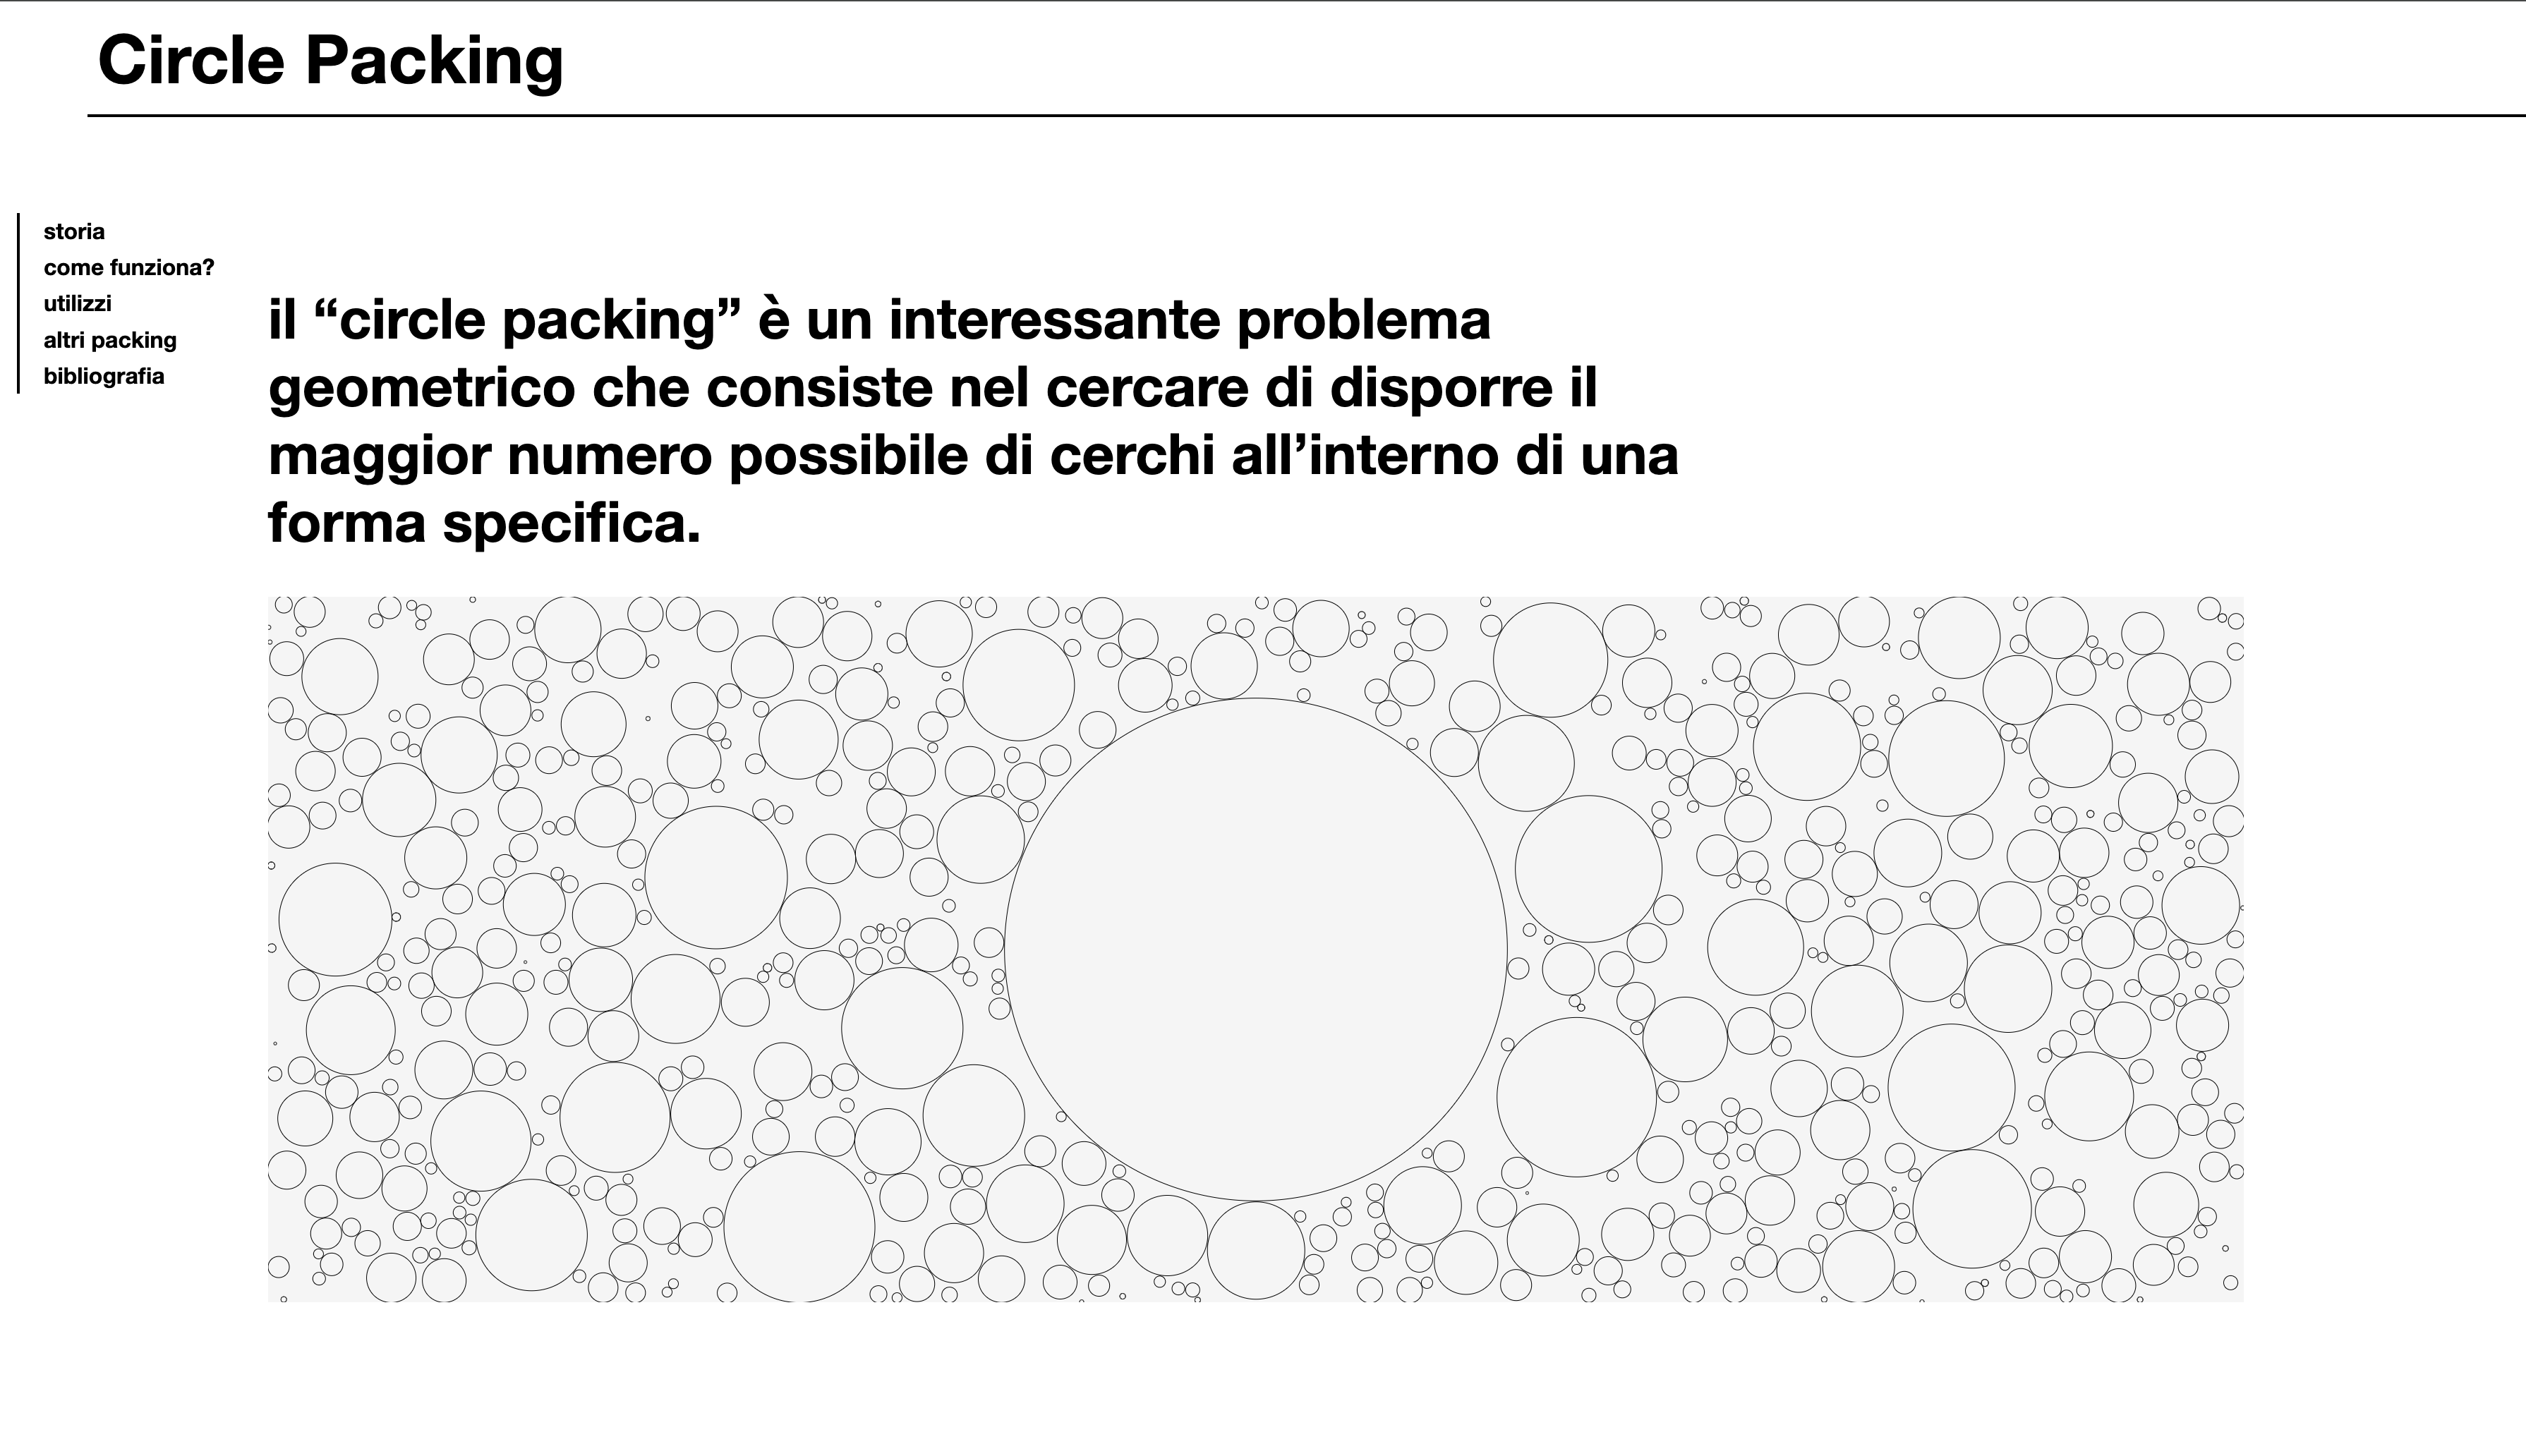 Circle Packing
storia
come funziona?
utilizzi
altri packing
bibliografia
il “circle packing” è un interessante problema
geometrico che consiste nel cercare di disporre il
maggior numero possibile di cerchi all’interno di una
forma specifica.